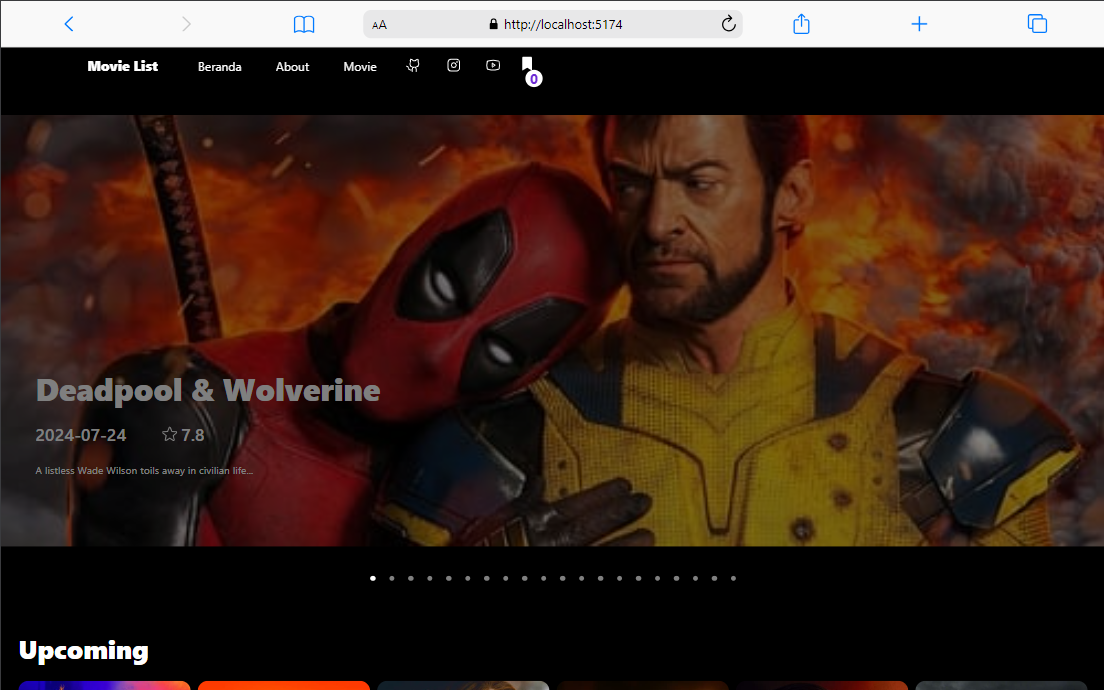 AA http://localhost:5174
Movie List Beranda About Movie 0
Deadpool & Wolverine
2024-07-24 7.8
A listless Wade Wilson toils away in civilian life...
Upcoming